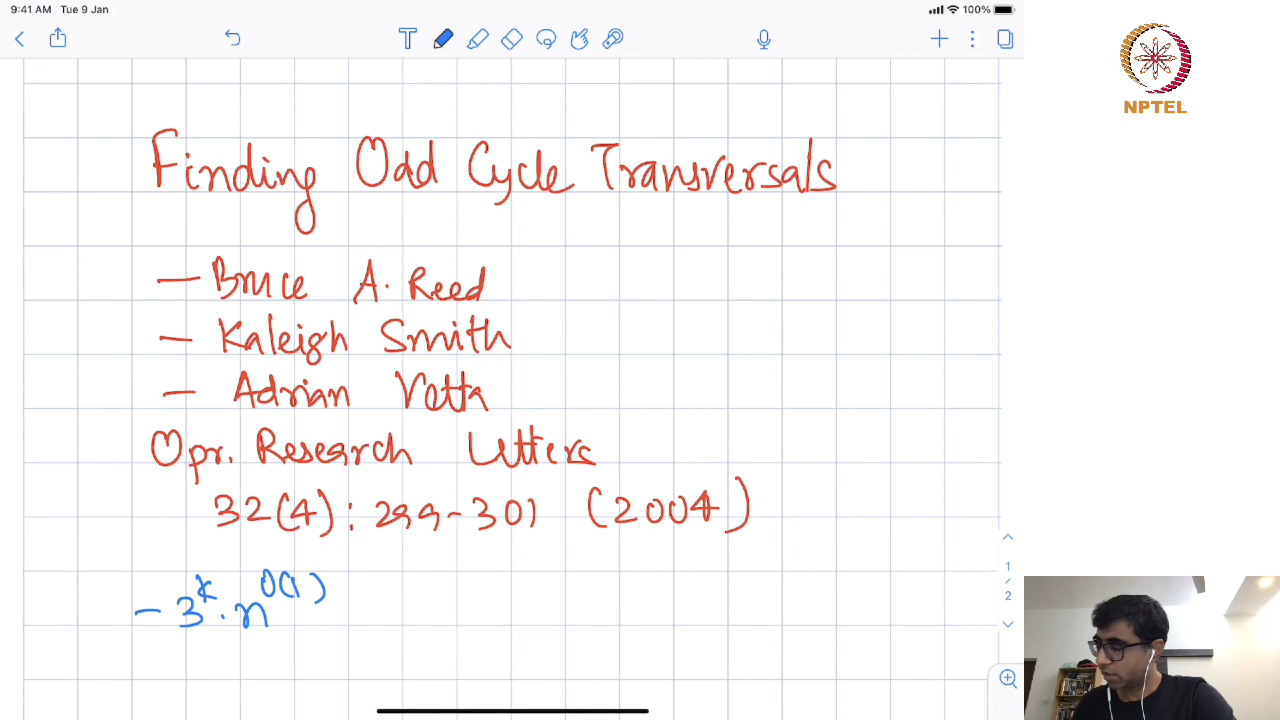 9:41 AM Tue 9 Jan
100%
NPTEL
Finding Odd Cycle Transversals
- Bruce A. Reed
- Kaleigh Smith
- Adrian Vetta
Opr. Research Letters
32(4): 299-301 (2004)
- 3^k · n^O(1)
1
/
2